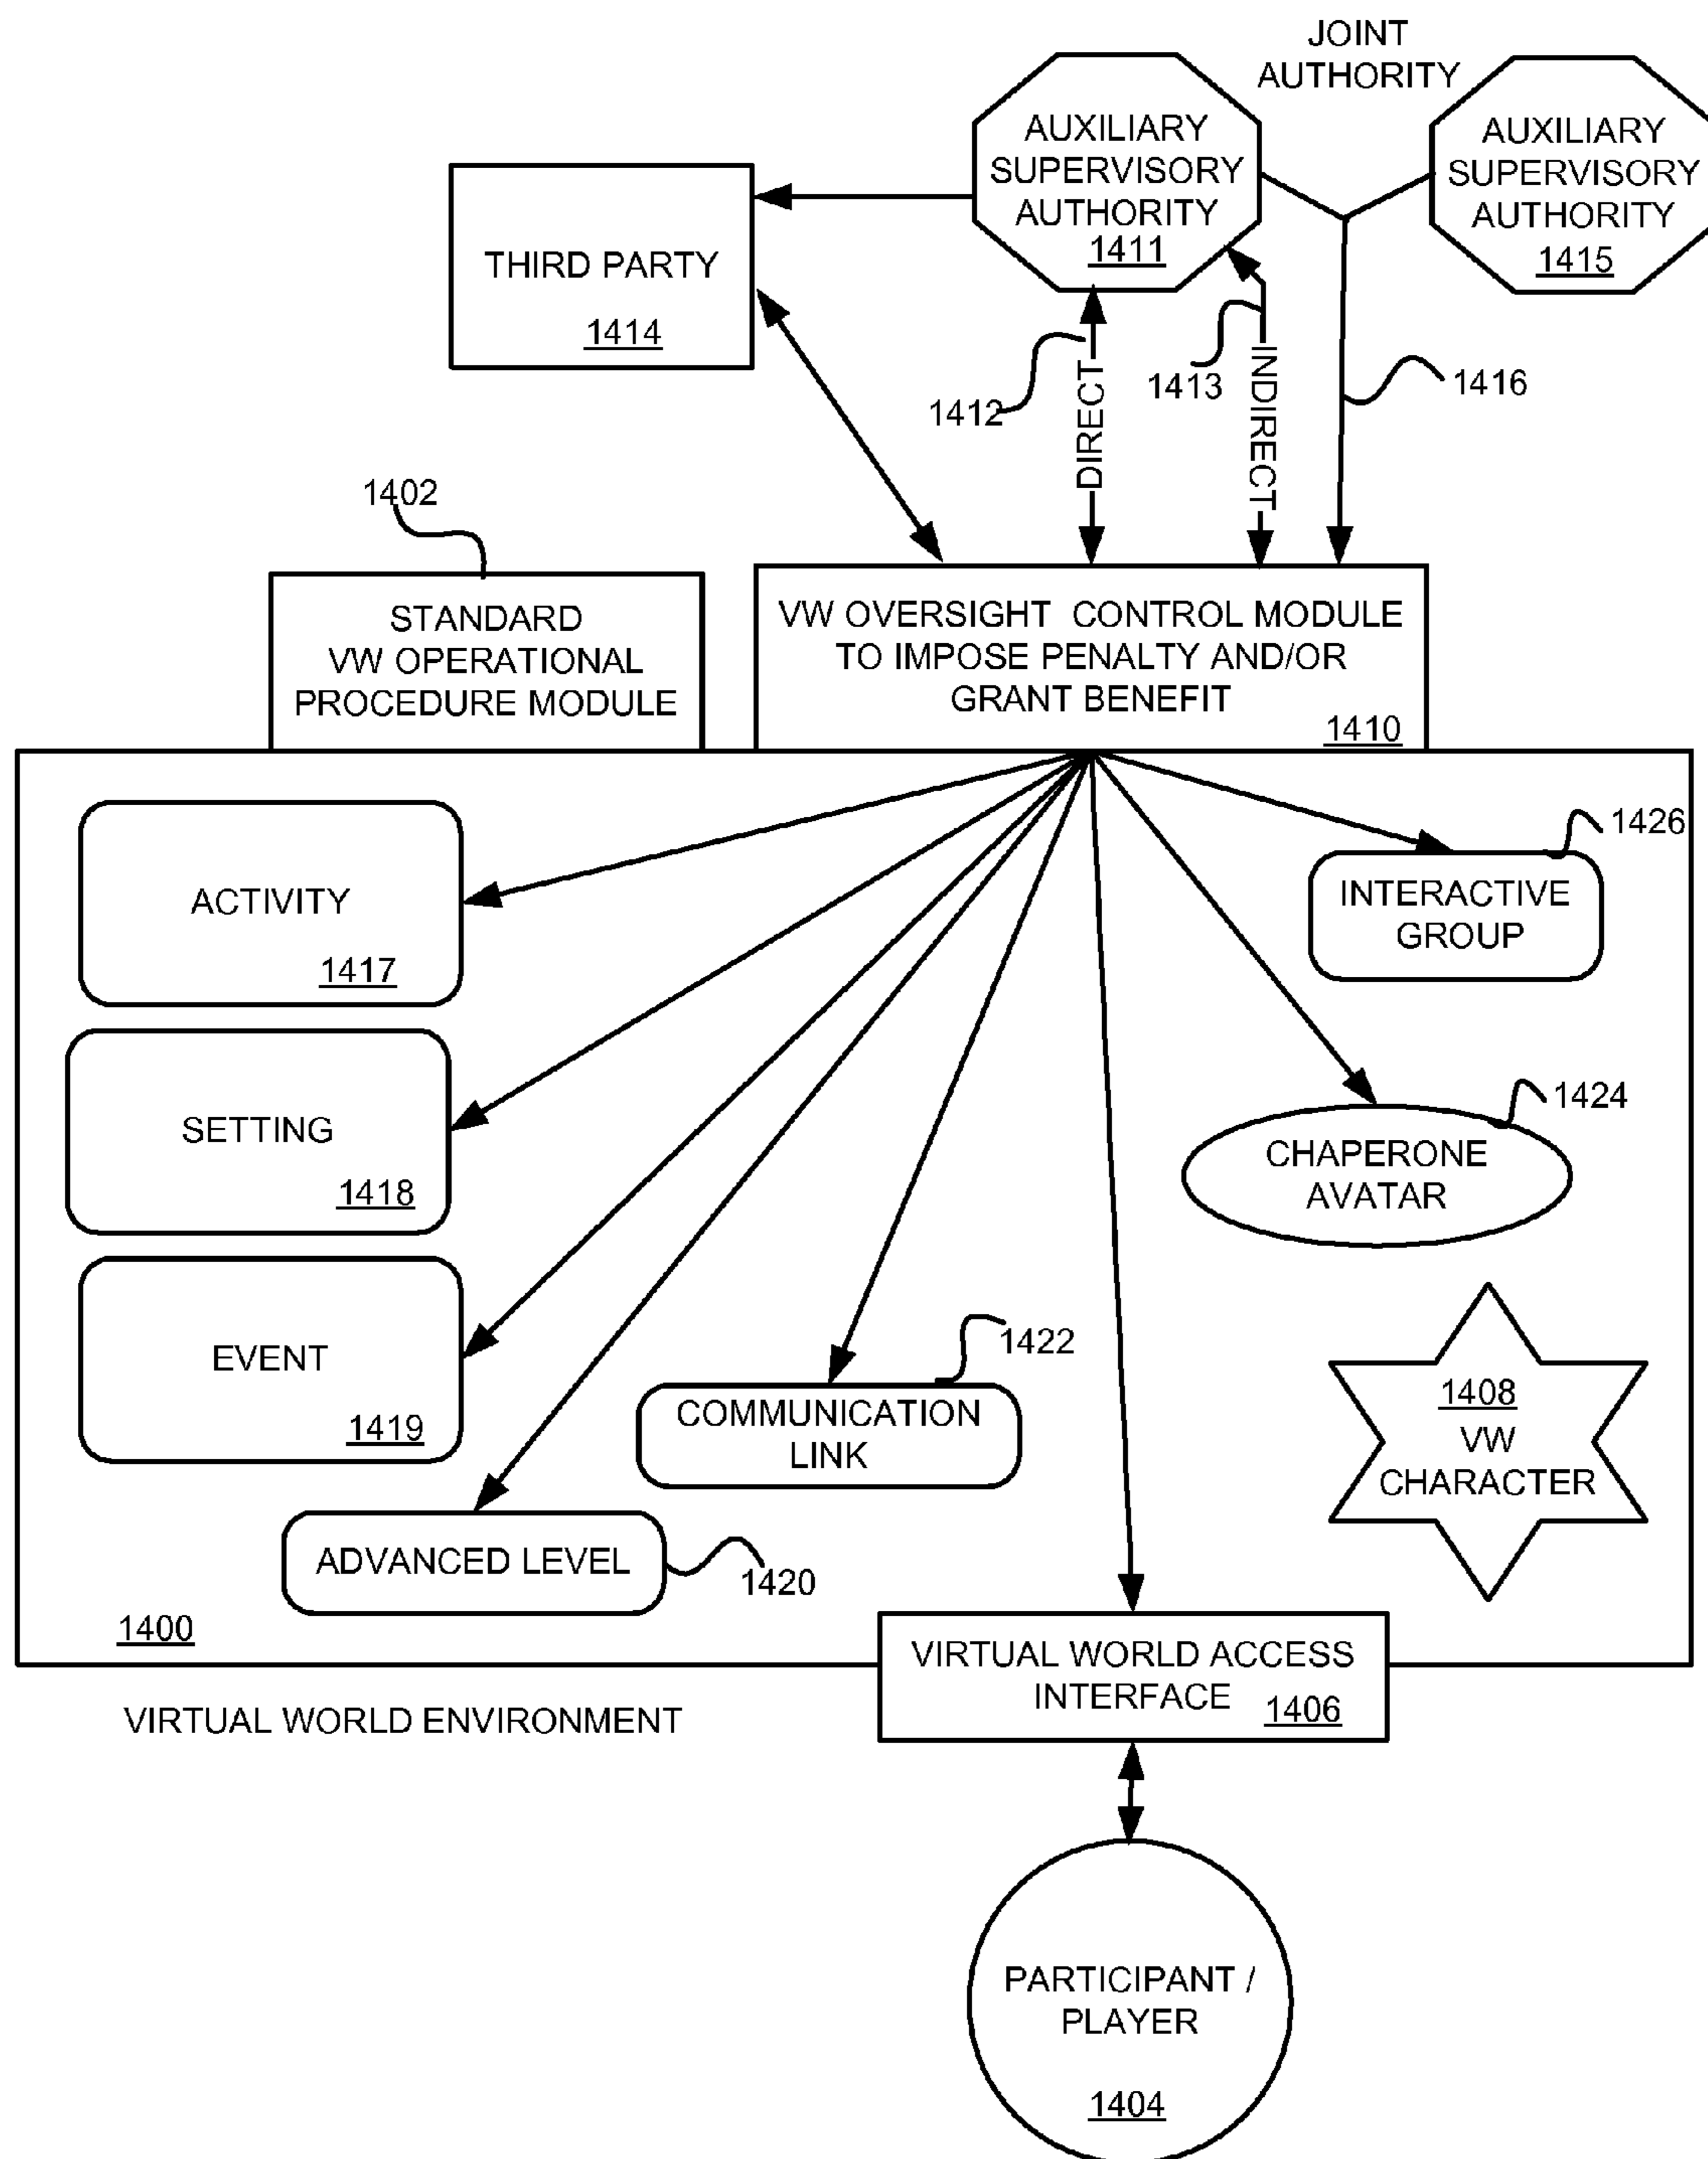 JOINT
AUTHORITY
AUXILIARY
SUPERVISORY
AUTHORITY
1411
AUXILIARY
SUPERVISORY
AUTHORITY
1415
THIRD PARTY
1414
1412
DIRECT
1413
INDIRECT
1416
1402
STANDARD
VW OPERATIONAL
PROCEDURE MODULE
VW OVERSIGHT CONTROL MODULE
TO IMPOSE PENALTY AND/OR
GRANT BENEFIT
1410
ACTIVITY
1417
1426
INTERACTIVE
GROUP
SETTING
1418
1424
CHAPERONE
AVATAR
EVENT
1419
1422
COMMUNICATION
LINK
1408
VW
CHARACTER
ADVANCED LEVEL
1420
1400
VIRTUAL WORLD ACCESS
INTERFACE
1406
VIRTUAL WORLD ENVIRONMENT
PARTICIPANT /
PLAYER
1404